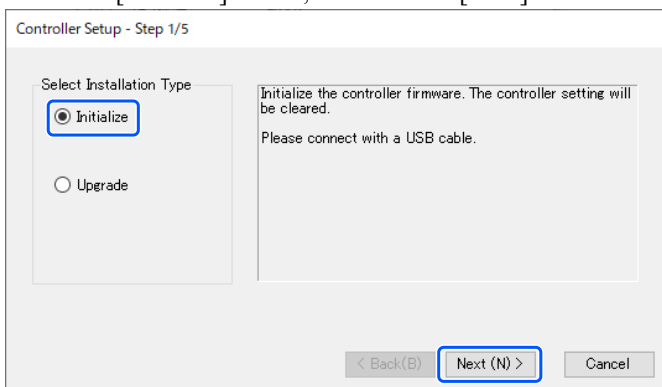 Controller Setup - Step 1/5
Select Installation Type
Initialize
Upgrade
Initialize the controller firmware. The controller setting will
be cleared.
Please connect with a USB cable.
< Back(B)
Next (N) >
Cancel